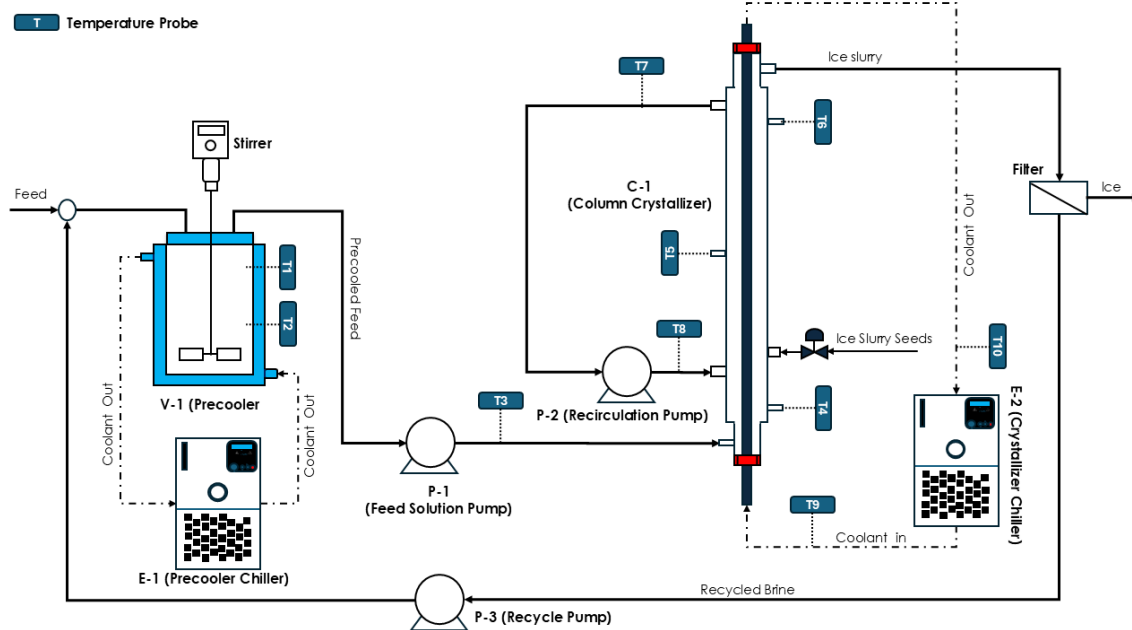 T Temperature Probe
Stirrer
Feed
T1
T2
Coolant Out
Coolant Out
V-1 (Precooler
E-1 (Precooler Chiller)
Precooled Feed
T3
P-1
(Feed Solution Pump)
T7
C-1
(Column Crystallizer)
T5
T8
P-2 (Recirculation Pump)
T6
Ice slurry
Filter
Ice
Coolant Out
Ice Slurry Seeds
T4
T10
E-2 (Crystallizer Chiller)
T9
Coolant in
Recycled Brine
P-3 (Recycle Pump)